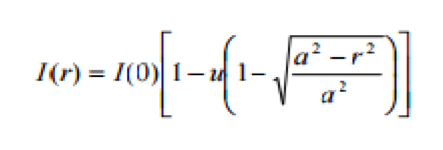 I(r) = I(0)[1 − u(1 − √((a² − r²)/a²))]